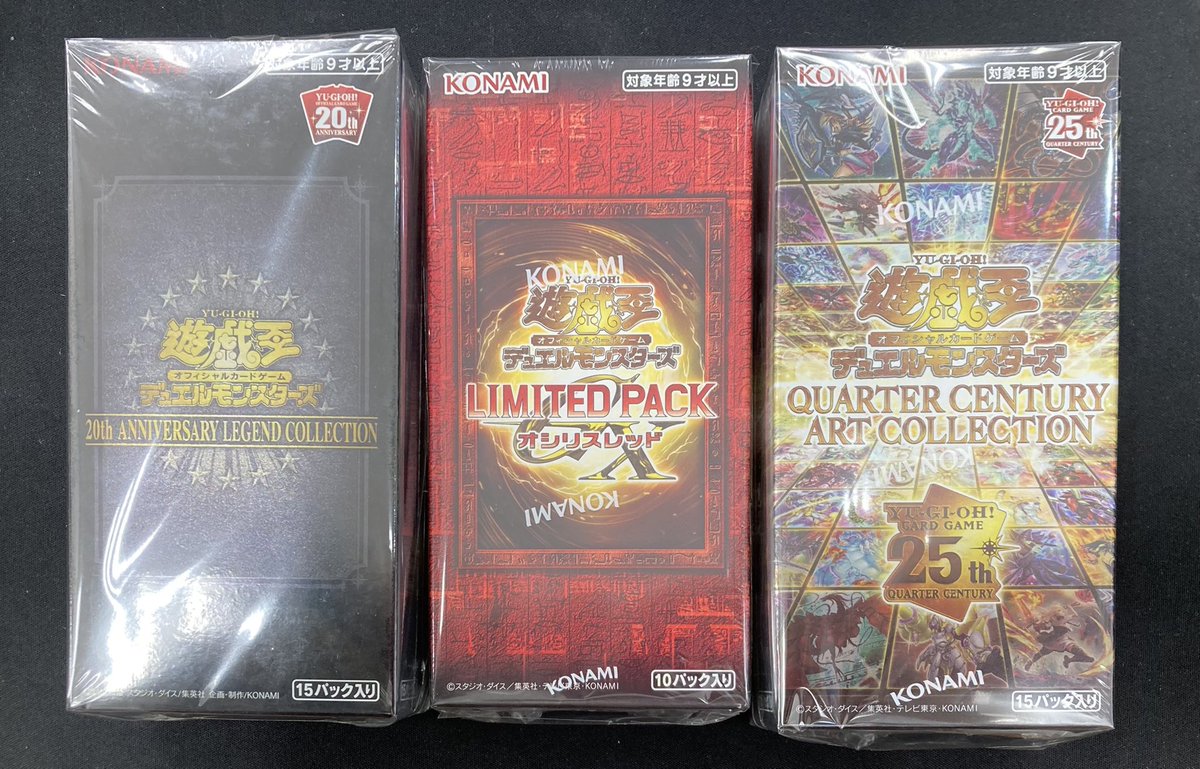 KONAMI
対象年齢9才以上
YU-GI-OH!
OFFICIAL CARD GAME
20th
ANNIVERSARY
YU-GI-OH!
遊戯王
オフィシャルカードゲーム
デュエルモンスターズ
20th ANNIVERSARY LEGEND COLLECTION
スタジオ・ダイス/集英社 企画・制作/KONAMI
15パック入り
KONAMI
対象年齢9才以上
KONAMI
YU-GI-OH!
遊戯王
オフィシャルカードゲーム
デュエルモンスターズ
LIMITED PACK
GX
オシリスレッド
KONAMI
KONAMI
©スタジオ・ダイス/集英社・テレビ東京・KONAMI
10パック入り
KONAMI
対象年齢9才以上
YU-GI-OH!
CARD GAME
25th
QUARTER CENTURY
KONAMI
YU-GI-OH!
遊戯王
オフィシャルカードゲーム
デュエルモンスターズ
QUARTER CENTURY
ART COLLECTION
KONAMI
YU-GI-OH!
CARD GAME
25th
QUARTER CENTURY
KONAMI
©スタジオ・ダイス/集英社・テレビ東京・KONAMI
15パック入り